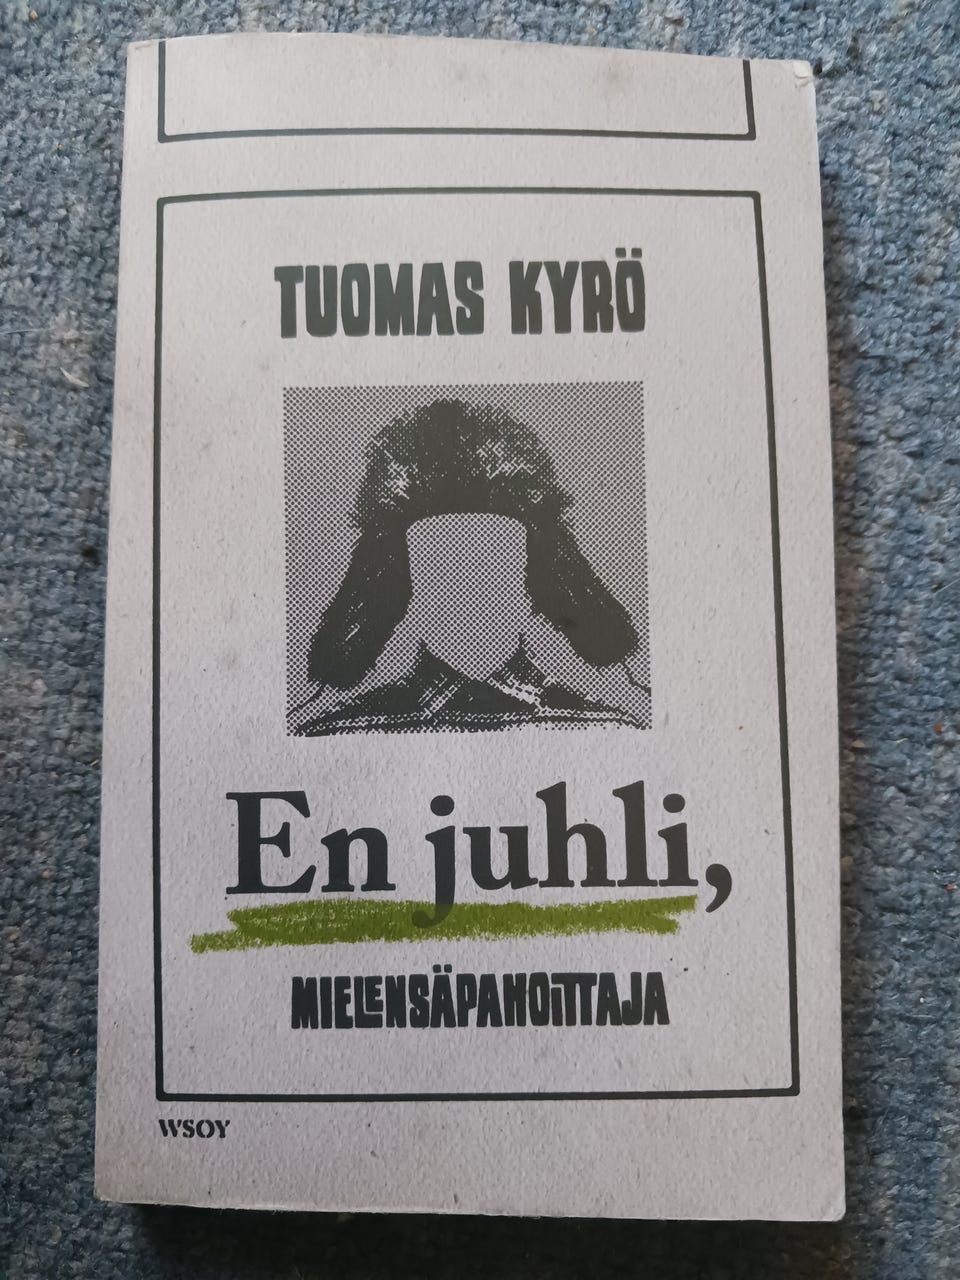 TUOMAS KYRÖ
En juhli,
MIELENSÄPAHOITTAJA
WSOY